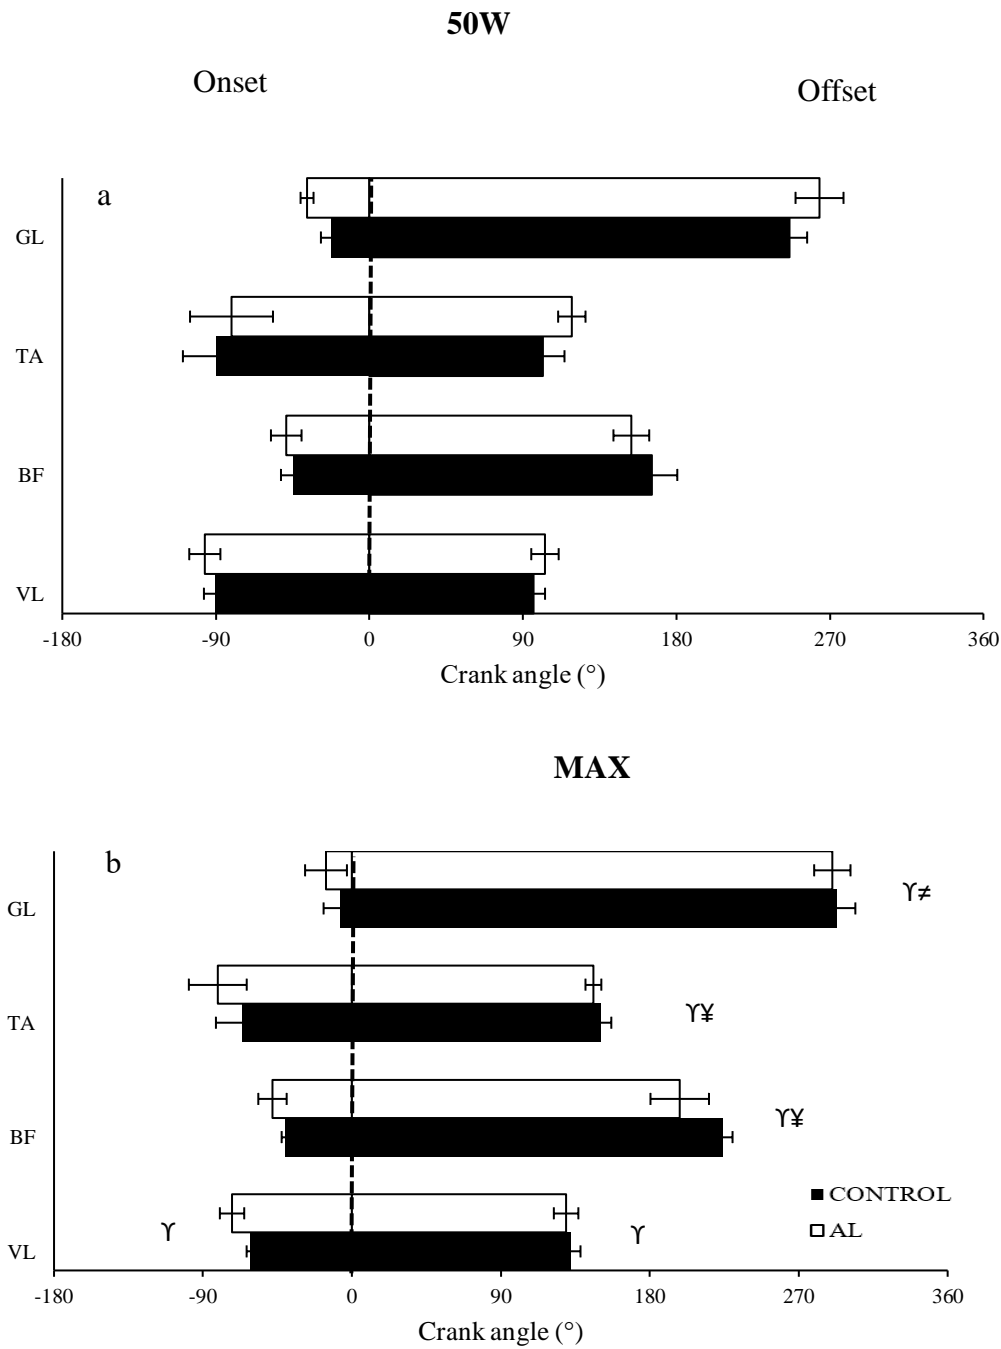 50W
Onset
Offset
a
GL
TA
BF
VL
-180 -90 0 90 180 270 360
Crank angle (°)
MAX
b
GL
ϒ≠
TA
ϒ¥
BF
ϒ¥
CONTROL
AL
VL
ϒ ϒ
-180 -90 0 90 180 270 360
Crank angle (°)